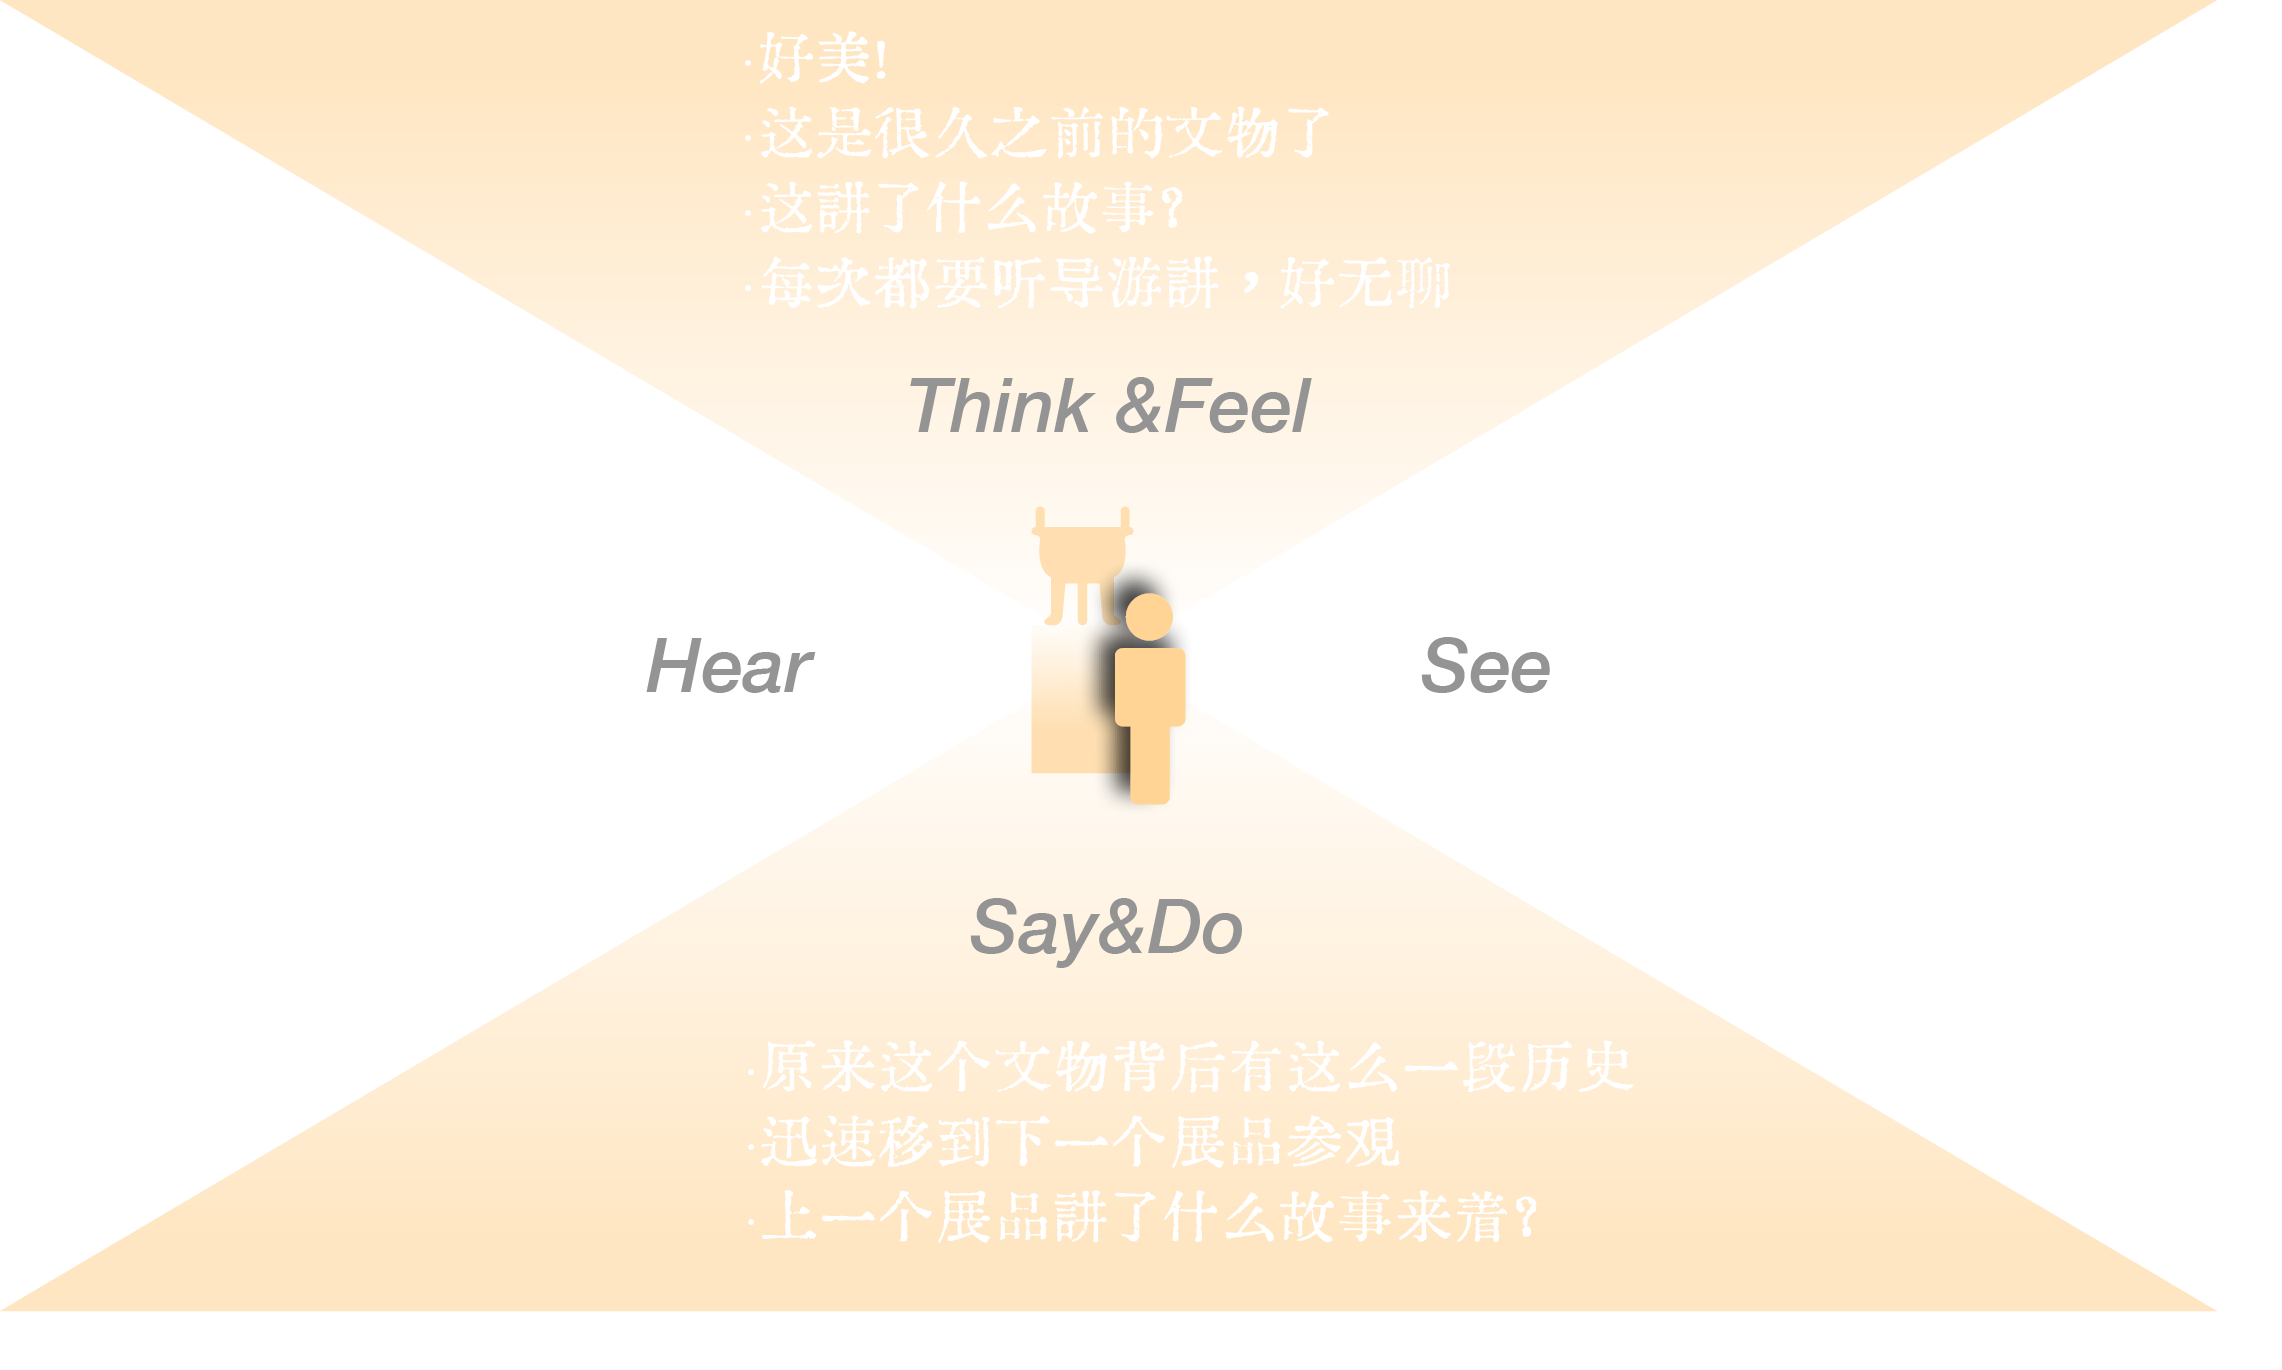 ·好美!
·这是很久之前的文物了
·这講了什么故事?
·每次都要听导游講，好无聊
Think &Feel
Hear
See
Say&Do
·原来这个文物背后有这么一段历史
·迅速移到下一个展品参观
·上一个展品講了什么故事来着?